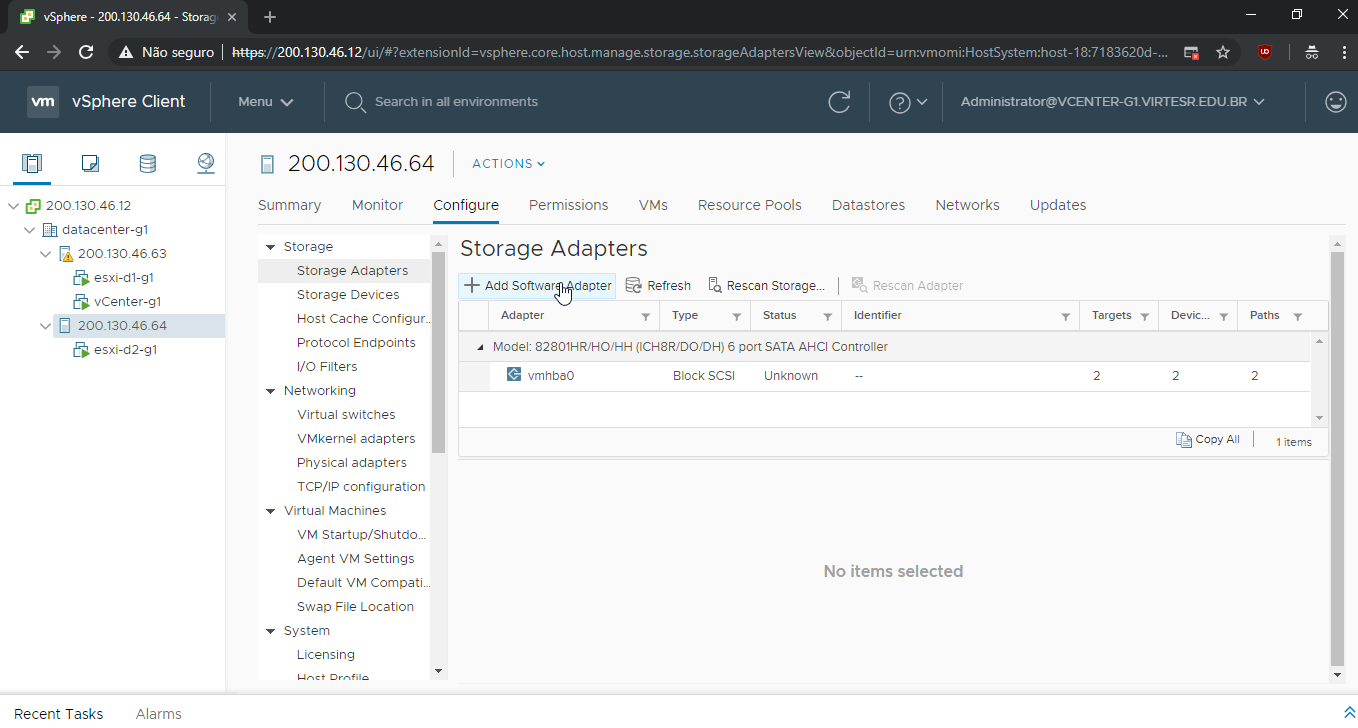 vSphere - 200.130.46.64 - Storag
Não seguro
https://200.130.46.12/ui/#?extensionId=vsphere.core.host.manage.storage.storageAdaptersView&objectId=urn:vmomi:HostSystem:host-18:7183620d-...
vm vSphere Client
Menu
Search in all environments
Administrator@VCENTER-G1.VIRTESR.EDU.BR
200.130.46.12
datacenter-g1
200.130.46.63
esxi-d1-g1
vCenter-g1
200.130.46.64
esxi-d2-g1
200.130.46.64
ACTIONS
Summary Monitor Configure Permissions VMs Resource Pools Datastores Networks Updates
Storage
Storage Adapters
Storage Devices
Host Cache Configur..
Protocol Endpoints
I/O Filters
Networking
Virtual switches
VMkernel adapters
Physical adapters
TCP/IP configuration
Virtual Machines
VM Startup/Shutdo...
Agent VM Settings
Default VM Compati...
Swap File Location
System
Licensing
Host Profile
Storage Adapters
+ Add Software Adapter Refresh Rescan Storage... Rescan Adapter
Adapter Type Status Identifier Targets Devic... Paths
Model: 82801HR/HO/HH (ICH8R/DO/DH) 6 port SATA AHCI Controller
vmhba0 Block SCSI Unknown -- 2 2 2
Copy All 1 items
No items selected
Recent Tasks Alarms